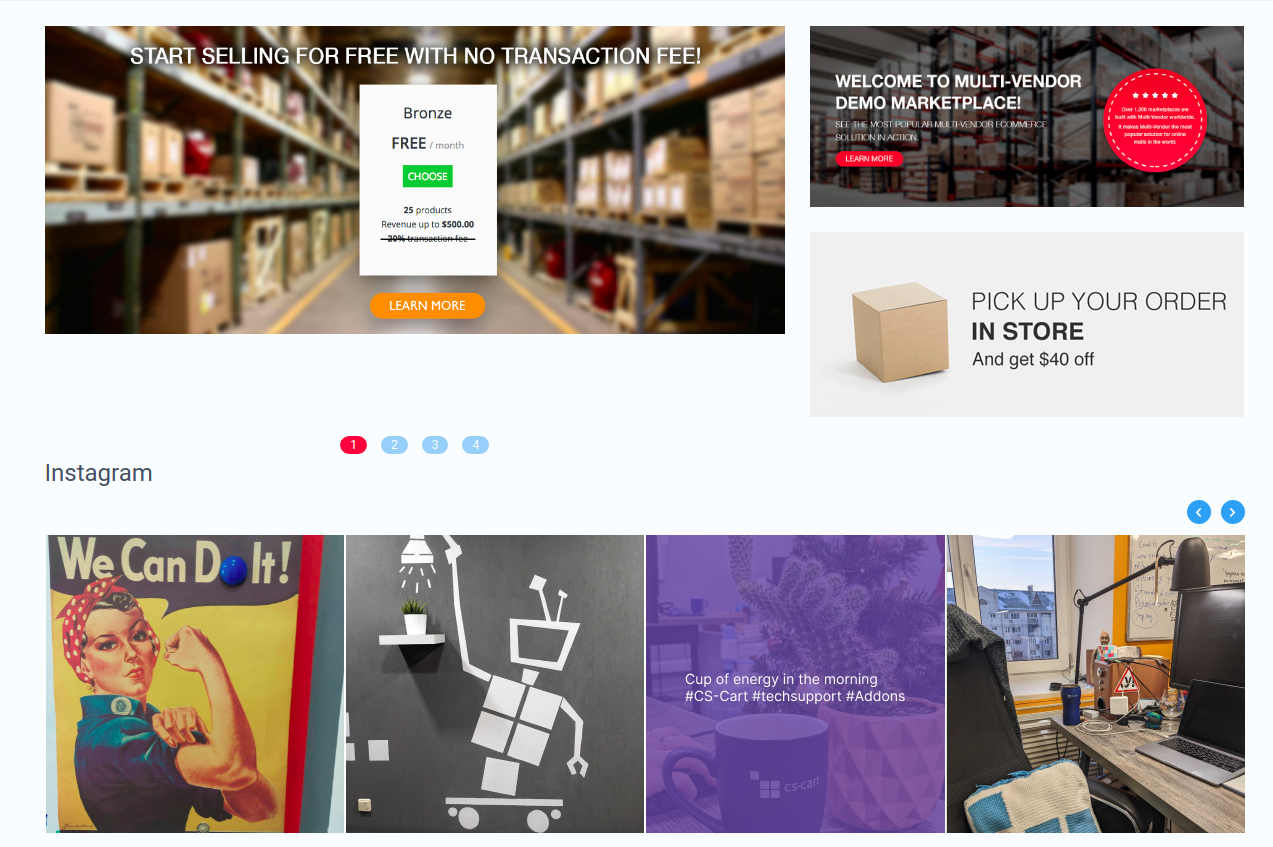 START SELLING FOR FREE WITH NO TRANSACTION FEE!
Bronze
FREE / month
CHOOSE
25 products
Revenue up to $500.00
20% transaction fee
LEARN MORE
WELCOME TO MULTI-VENDOR
DEMO MARKETPLACE!
SEE THE MOST POPULAR MULTI-VENDOR ECOMMERCE
SOLUTION IN ACTION.
LEARN MORE
Over 1,300 marketplaces are
built with Multi-Vendor worldwide.
It makes Multi-Vendor the most
popular solution for online
malls in the world.
PICK UP YOUR ORDER
IN STORE
And get $40 off
1 2 3 4
Instagram
We Can Do It!
Cup of energy in the morning
#CS-Cart #techsupport #Addons
cs-cart